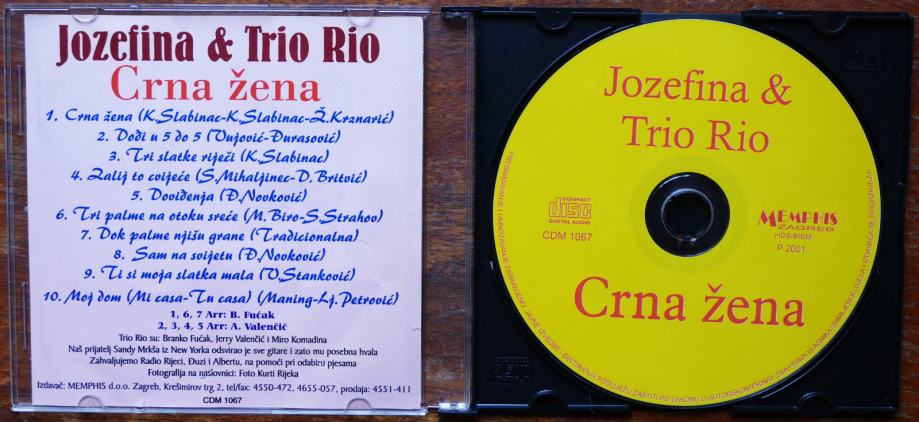 Jozefina & Trio Rio
Crna žena
1. Crna žena (K.Slabinac-K.Slabinac-Ž.Krznarić)
2. Dođi u 5 do 5 (Vujović-Đurasović)
3. Tri slatke riječi (K.Slabinac)
4. Zalij to cvijeće (S.Mihaljinec-D.Britvić)
5. Doviđenja (Đ.Novković)
6. Tri palme na otoku sreće (M.Biro-S.Strahov)
7. Dok palme njišu grane (Tradicionalna)
8. Sam na svijetu (Đ.Novković)
9. Ti si moja slatka mala (V.Stanković)
10. Moj dom (Mi casa-Tu casa) (Maning-Lj.Petrović)
1, 6, 7 Arr: B. Fućak
2, 3, 4, 5 Arr: A. Valenčić
Trio Rio su: Branko Fućak, Jerry Valenčić i Miro Komadina
Naš prijatelj Sandy Mrkša iz New Yorka odsvirao je sve gitare i zato mu posebna hvala
Zahvaljujemo Radio Rijeci, Đuzi i Albertu, na pomoći pri odabiru pjesama
Fotografija na naslovnici: Foto Kurti Rijeka
Izdavač: MEMPHIS d.o.o. Zagreb, Krešimirov trg 2, tel/fax: 4550-472, 4655-057, prodaja: 4551-411
CDM 1067
Jozefina &
Trio Rio
COMPACT
disc
DIGITAL AUDIO
CDM 1067
MEMPHIS
ZAGREB
HDS/BIEM
P 2001.
Crna žena